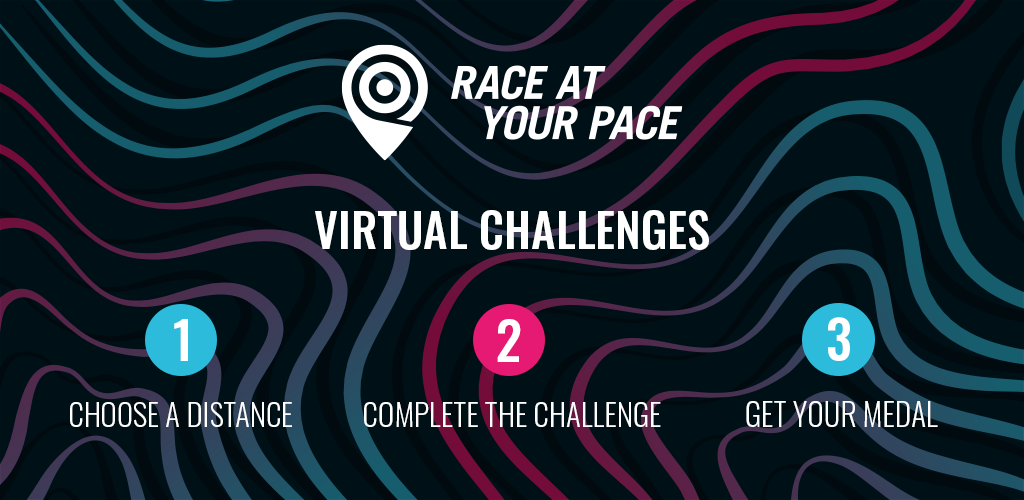 RACE AT
YOUR PACE
VIRTUAL CHALLENGES
1
2
3
CHOOSE A DISTANCE
COMPLETE THE CHALLENGE
GET YOUR MEDAL